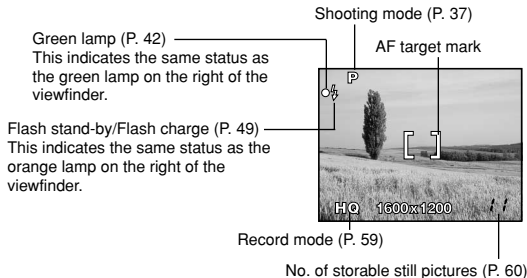 Shooting mode (P. 37)
Green lamp (P. 42)
This indicates the same status as
the green lamp on the right of the
viewfinder.
AF target mark
P
Flash stand-by/Flash charge (P. 49)
This indicates the same status as the
orange lamp on the right of the
viewfinder.
HQ 1600x1200 11
Record mode (P. 59)
No. of storable still pictures (P. 60)